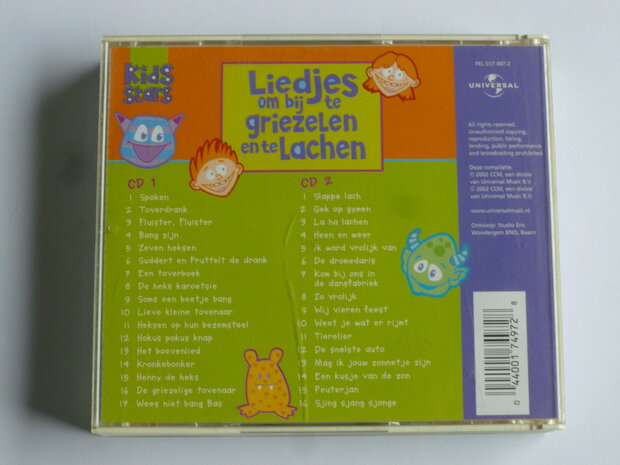 Kids
Stars
Liedjes
om bij te
griezelen
en te Lachen
CD 1
1 Spoken
2 Toverdrank
3 Fluister, Fluister
4 Bang zijn
5 Zeven heksen
6 Suddert en Pruttelt de drank
7 Een toverboek
8 De heks karoetsie
9 Soms een beetje bang
10 Lieve kleine tovenaar
11 Heksen op hun bezemsteel
12 Hokus pokus knap
13 Het boevenlied
14 Kronkebonker
15 Henny de heks
16 De griezelige tovenaar
17 Wees niet bang Bas
CD 2
1 Slappe lach
2 Gek op gymen
3 La ha lachen
4 Heen en weer
5 ik word vrolijk van
6 De dromedaris
7 Kom bij ons in
de dansfabriek
8 Zo vrolijk
9 Wij vieren feest
10 Weet je wat er rijmt
11 Tierelier
12 De snelste auto
13 Mag ik jouw zonnetje zijn
14 Een kusje van de zon
15 Peuterjan
16 Sjing sjang sjonge
FEL 017 497-2
UNIVERSAL
All rights reserved.
Unauthorized copying,
reproduction, hiring,
lending, public performance
and broadcasting prohibited.
Deze compilatie:
℗ 2002 CCM, een divisie
van Universal Music B.V.
© 2002 CCM, een divisie
van Universal Music B.V.
www.universalmusic.nl
Ontwerp: Studio Eric
Wondergem BNO, Baarn
0 44001 74972 8